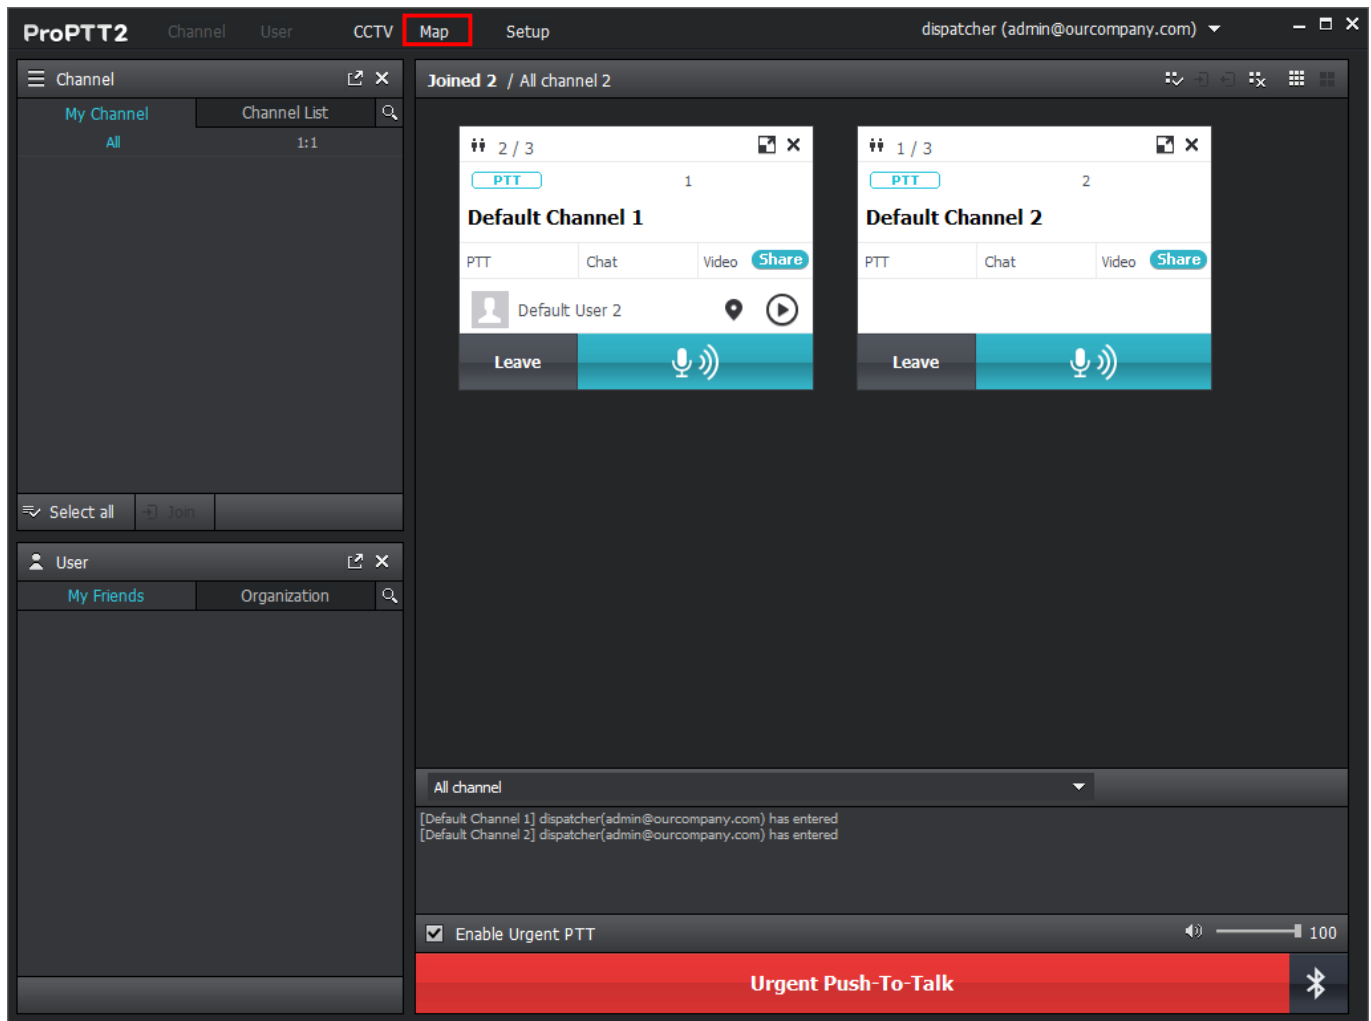 ProPTT2 Channel User CCTV Map Setup dispatcher (admin@ourcompany.com)
Channel
My Channel Channel List
All 1:1
Select all Join
User
My Friends Organization
Joined 2 / All channel 2
2 / 3
PTT 1
Default Channel 1
PTT Chat Video Share
Default User 2
Leave
1 / 3
PTT 2
Default Channel 2
PTT Chat Video Share
Leave
All channel
[Default Channel 1] dispatcher(admin@ourcompany.com) has entered
[Default Channel 2] dispatcher(admin@ourcompany.com) has entered
Enable Urgent PTT 100
Urgent Push-To-Talk